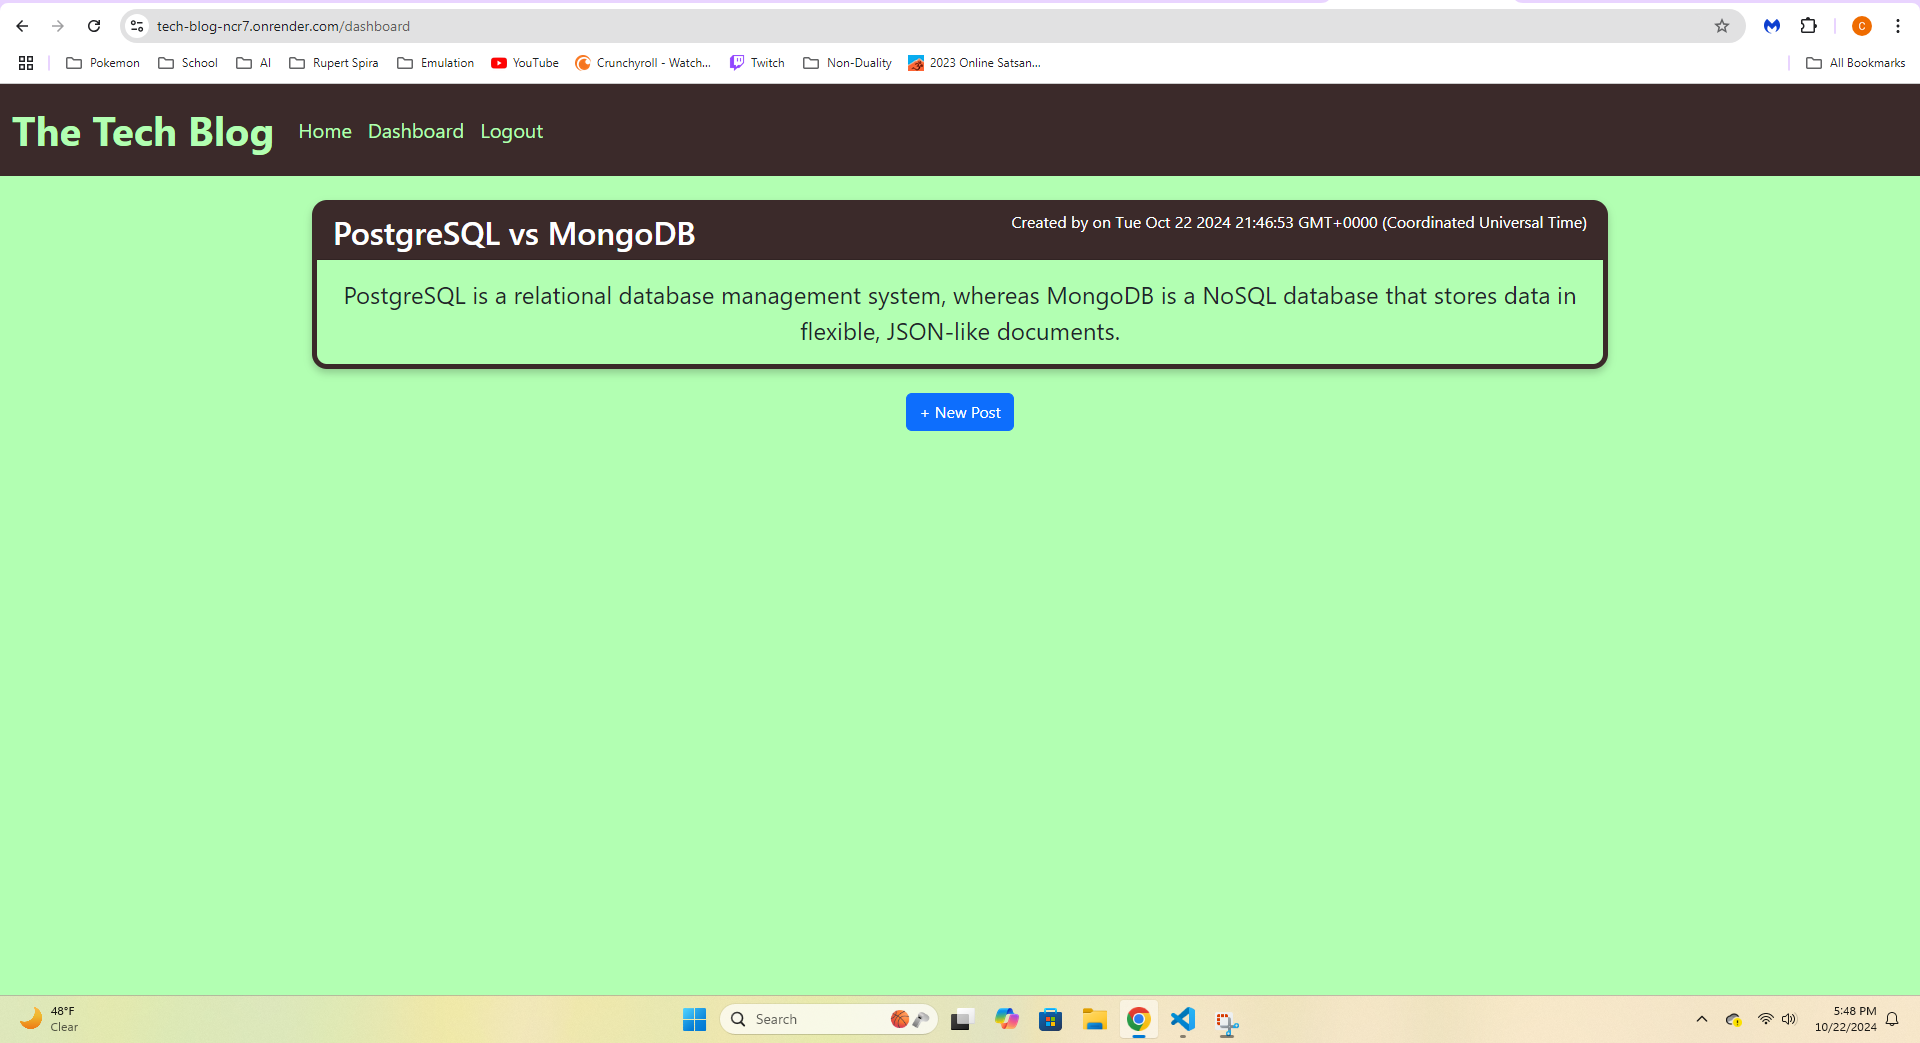 tech-blog-ncr7.onrender.com/dashboard
C
Pokemon School AI Rupert Spira Emulation YouTube Crunchyroll - Watch... Twitch Non-Duality 2023 Online Satsan... All Bookmarks
The Tech Blog Home Dashboard Logout
PostgreSQL vs MongoDB Created by on Tue Oct 22 2024 21:46:53 GMT+0000 (Coordinated Universal Time)
PostgreSQL is a relational database management system, whereas MongoDB is a NoSQL database that stores data in
flexible, JSON-like documents.
+ New Post
48°F
Clear
Search
5:48 PM
10/22/2024